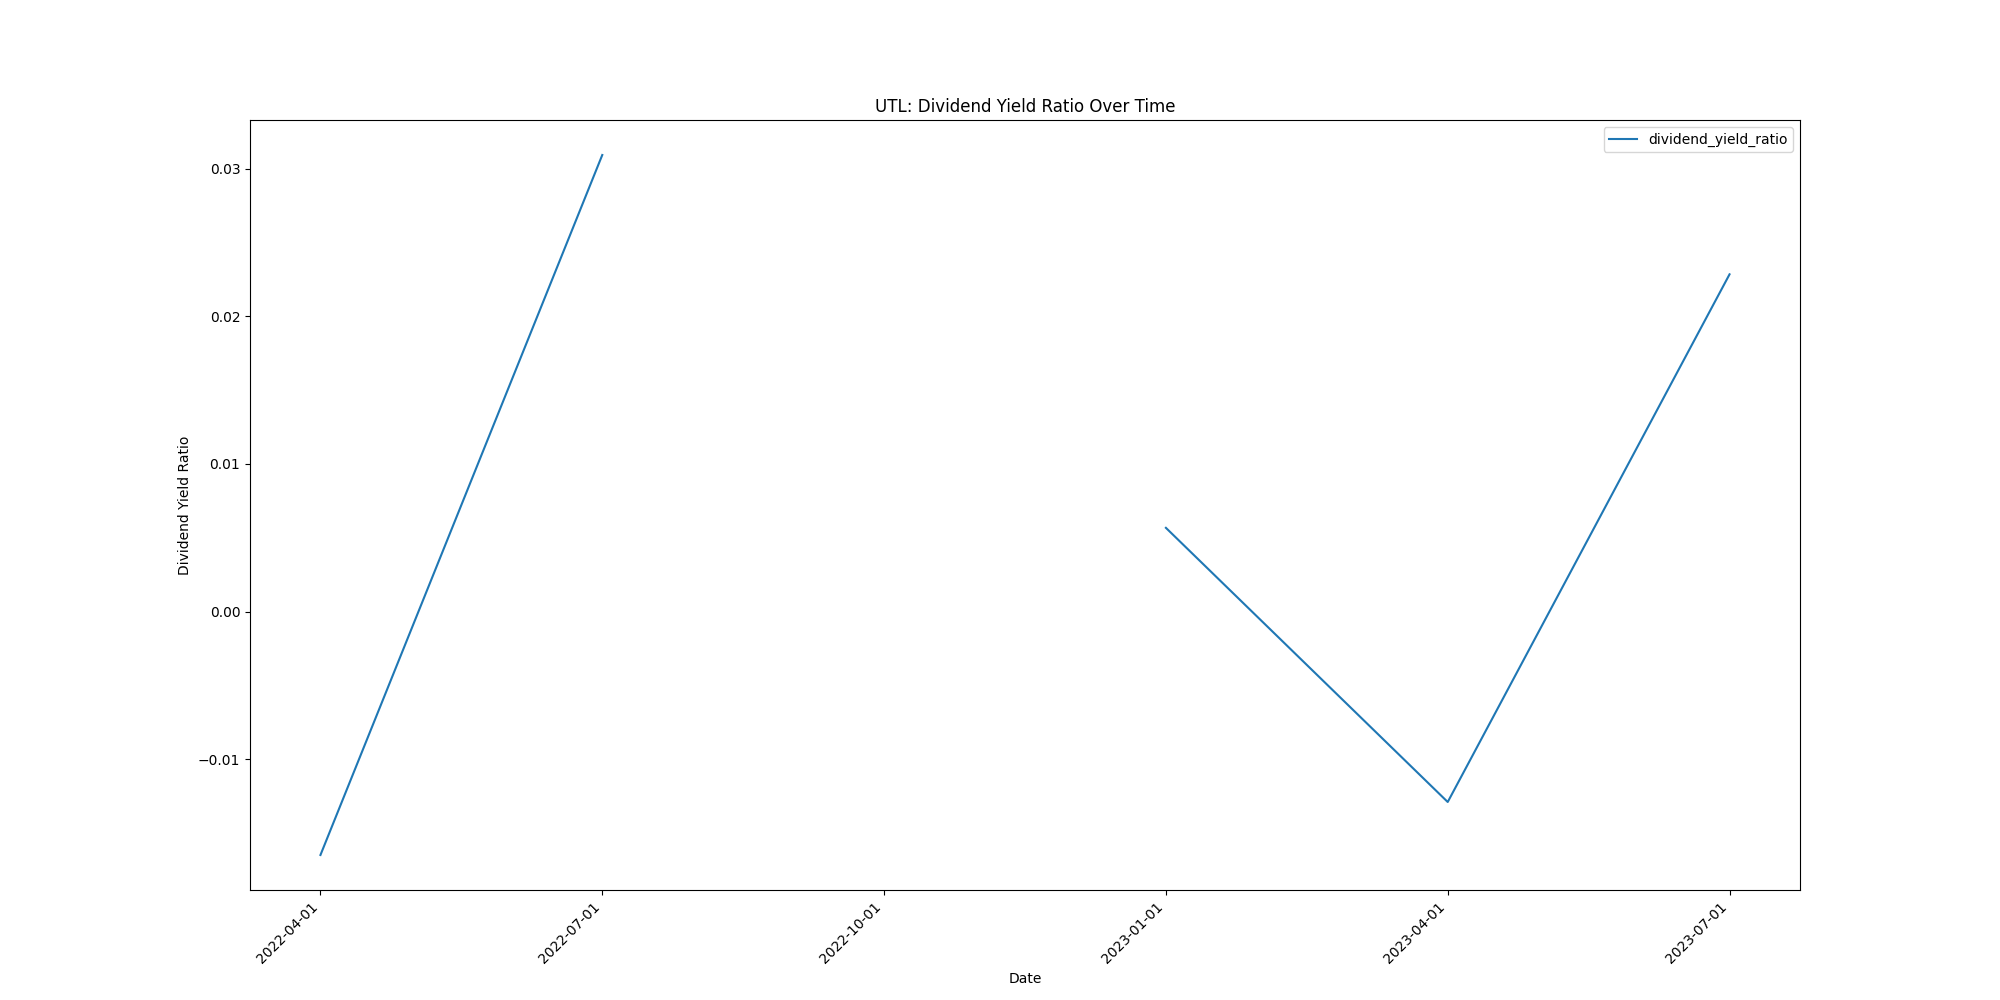 UTL: Dividend Yield Ratio Over Time
dividend_yield_ratio
0.03
0.02
0.01
0.00
−0.01
Dividend Yield Ratio
2022-04-01
2022-07-01
2022-10-01
2023-01-01
2023-04-01
2023-07-01
Date